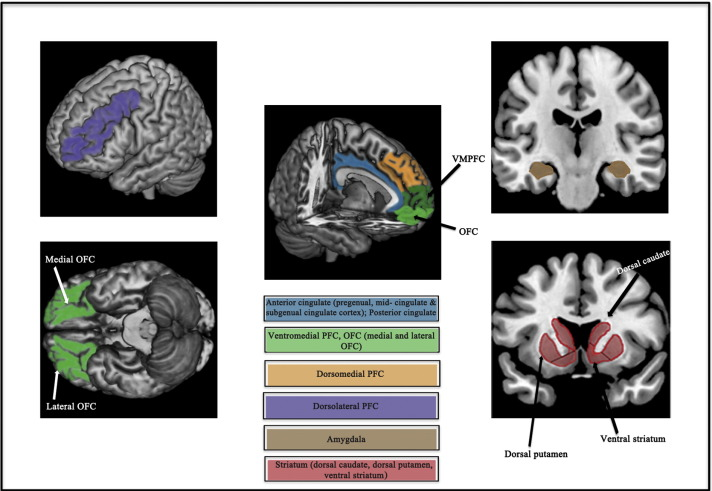 VMPFC
OFC
Medial OFC
Lateral OFC
Dorsal caudate
Dorsal putamen
Ventral striatum
Anterior cingulate (pregenual, mid- cingulate &
subgenual cingulate cortex); Posterior cingulate
Ventromedial PFC, OFC (medial and lateral
OFC)
Dorsomedial PFC
Dorsolateral PFC
Amygdala
Striatum (dorsal caudate, dorsal putamen,
ventral striatum)